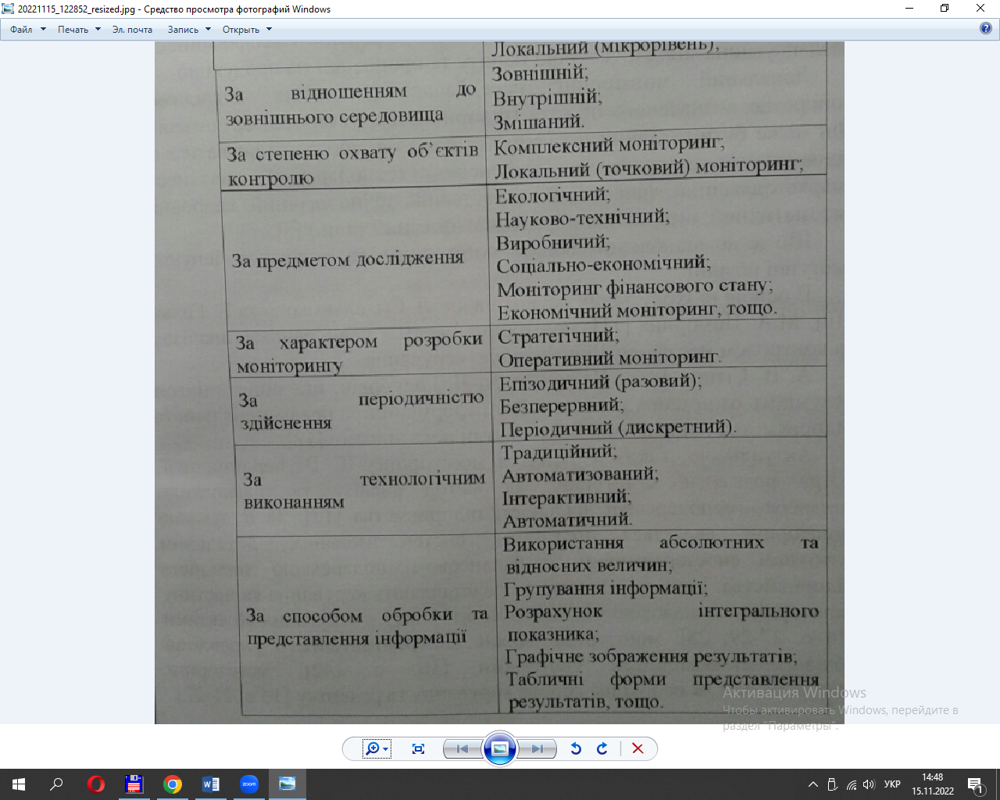 20221115_122852_resized.jpg - Средство просмотра фотографий Windows
Файл Печать Эл. почта Запись Открыть
Локальний (мікрорівень);
За відношенням до
зовнішнього середовища
Зовнішній;
Внутрішній;
Змішаний.
За степеню охвату об’єктів
контролю
Комплексний моніторинг;
Локальний (точковий) моніторинг;
За предметом дослідження
Екологічний;
Науково-технічний;
Виробничий;
Соціально-економічний;
Моніторинг фінансового стану;
Економічний моніторинг, тощо.
За характером розробки
моніторингу
Стратегічний;
Оперативний моніторинг.
За періодичністю
здійснення
Епізодичний (разовий);
Безперервний;
Періодичний (дискретний).
За технологічним
виконанням
Традиційний;
Автоматизований;
Інтерактивний;
Автоматичний.
За способом обробки та
представлення інформації
Використання абсолютних та
відносних величин;
Групування інформації;
Розрахунок інтегрального
показника;
Графічне зображення результатів;
Табличні форми представлення
результатів, тощо.
Активация Windows
Чтобы активировать Windows, перейдите в
раздел "Параметры".
zoom
УКР
14:48
15.11.2022
1